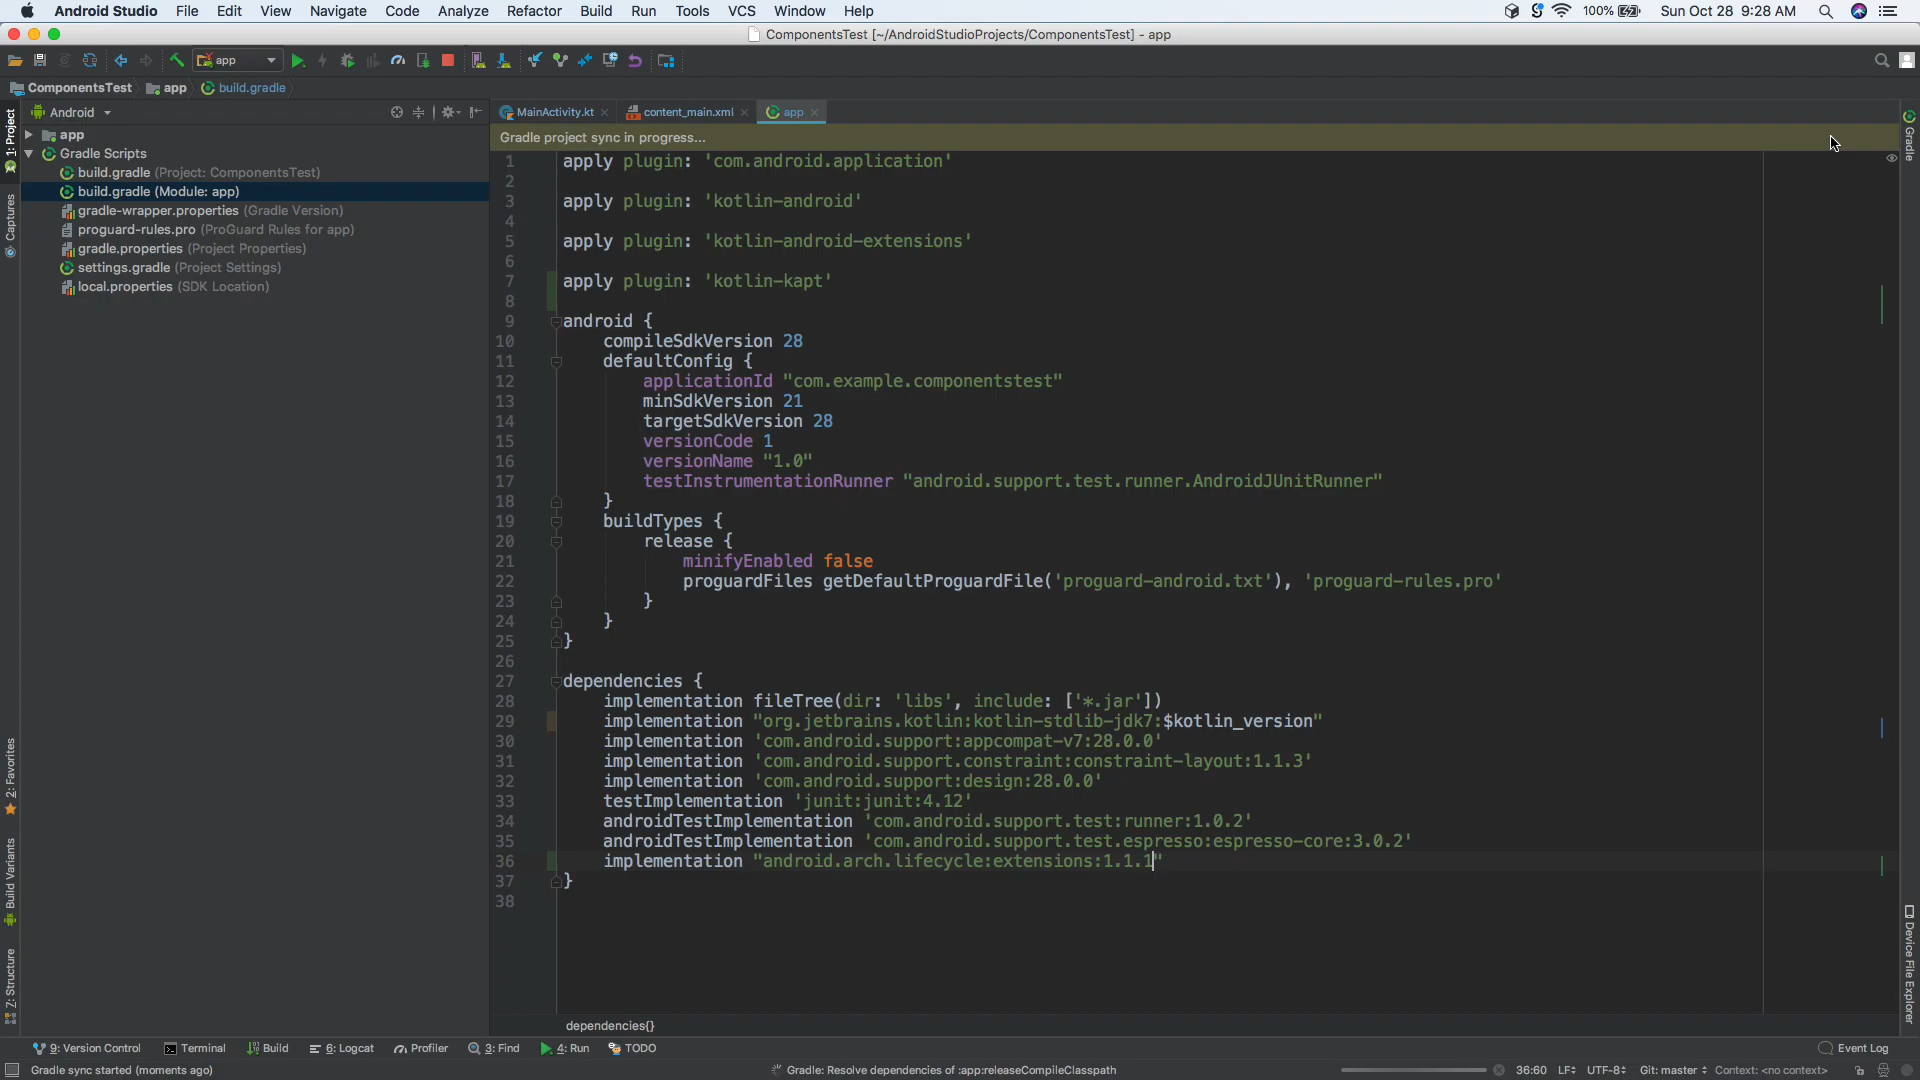 Android Studio File Edit View Navigate Code Analyze Refactor Build Run Tools VCS Window Help 100% Sun Oct 28 9:28 AM
ComponentsTest [~/AndroidStudioProjects/ComponentsTest] - app
app
ComponentsTest app build.gradle
1: Project
Captures
2: Favorites
Build Variants
Z: Structure
Android
app
Gradle Scripts
build.gradle (Project: ComponentsTest)
build.gradle (Module: app)
gradle-wrapper.properties (Gradle Version)
proguard-rules.pro (ProGuard Rules for app)
gradle.properties (Project Properties)
settings.gradle (Project Settings)
local.properties (SDK Location)
MainActivity.kt content_main.xml app
Gradle project sync in progress...
1 apply plugin: 'com.android.application'
2
3 apply plugin: 'kotlin-android'
4
5 apply plugin: 'kotlin-android-extensions'
6
7 apply plugin: 'kotlin-kapt'
8
9 android {
10 compileSdkVersion 28
11 defaultConfig {
12 applicationId "com.example.componentstest"
13 minSdkVersion 21
14 targetSdkVersion 28
15 versionCode 1
16 versionName "1.0"
17 testInstrumentationRunner "android.support.test.runner.AndroidJUnitRunner"
18 }
19 buildTypes {
20 release {
21 minifyEnabled false
22 proguardFiles getDefaultProguardFile('proguard-android.txt'), 'proguard-rules.pro'
23 }
24 }
25 }
26
27 dependencies {
28 implementation fileTree(dir: 'libs', include: ['*.jar'])
29 implementation "org.jetbrains.kotlin:kotlin-stdlib-jdk7:$kotlin_version"
30 implementation 'com.android.support:appcompat-v7:28.0.0'
31 implementation 'com.android.support.constraint:constraint-layout:1.1.3'
32 implementation 'com.android.support:design:28.0.0'
33 testImplementation 'junit:junit:4.12'
34 androidTestImplementation 'com.android.support.test:runner:1.0.2'
35 androidTestImplementation 'com.android.support.test.espresso:espresso-core:3.0.2'
36 implementation "android.arch.lifecycle:extensions:1.1.1"
37 }
38
dependencies{}
Gradle
Device File Explorer
9: Version Control Terminal Build 6: Logcat Profiler 3: Find 4: Run TODO Event Log
Gradle sync started (moments ago) Gradle: Resolve dependencies of :app:releaseCompileClasspath 36:60 LF UTF-8 Git: master Context: <no context>